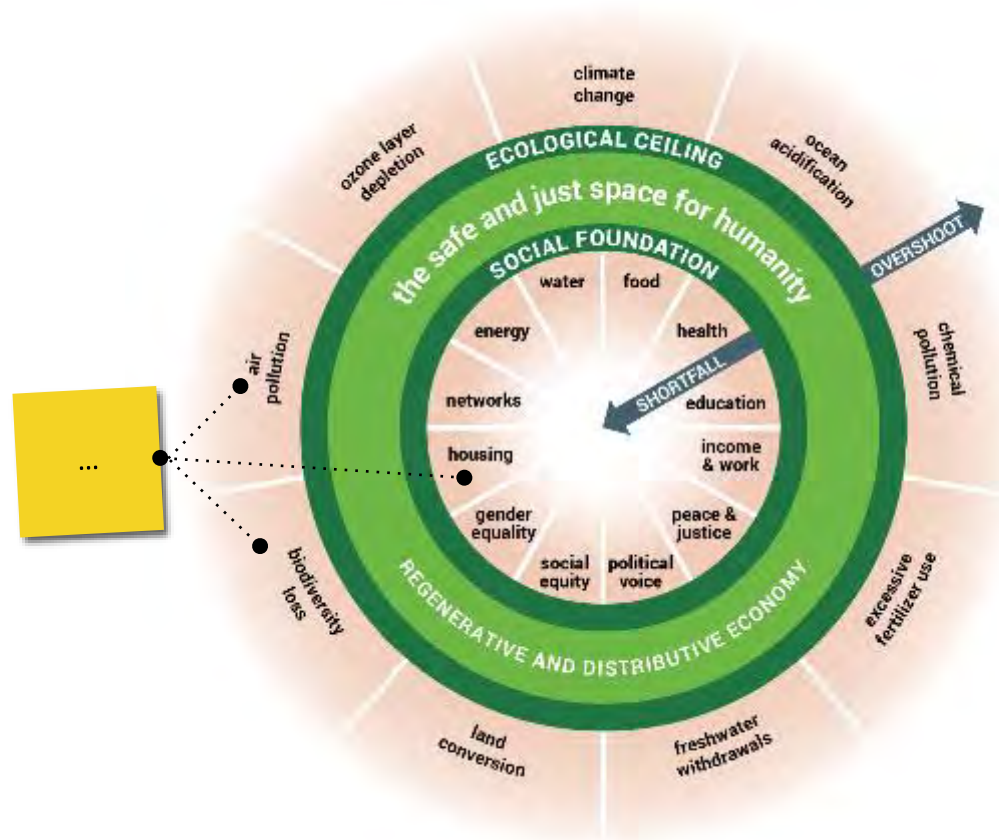 climate
change
ozone layer
depletion
ocean
acidification
ECOLOGICAL CEILING
the safe and just space for humanity
SOCIAL FOUNDATION
OVERSHOOT
water
food
energy
health
air
pollution
chemical
pollution
SHORTFALL
networks
education
...
housing
income
& work
gender
equality
peace &
justice
social
equity
political
voice
biodiversity
loss
excessive
fertilizer use
REGENERATIVE AND DISTRIBUTIVE ECONOMY
land
conversion
freshwater
withdrawals